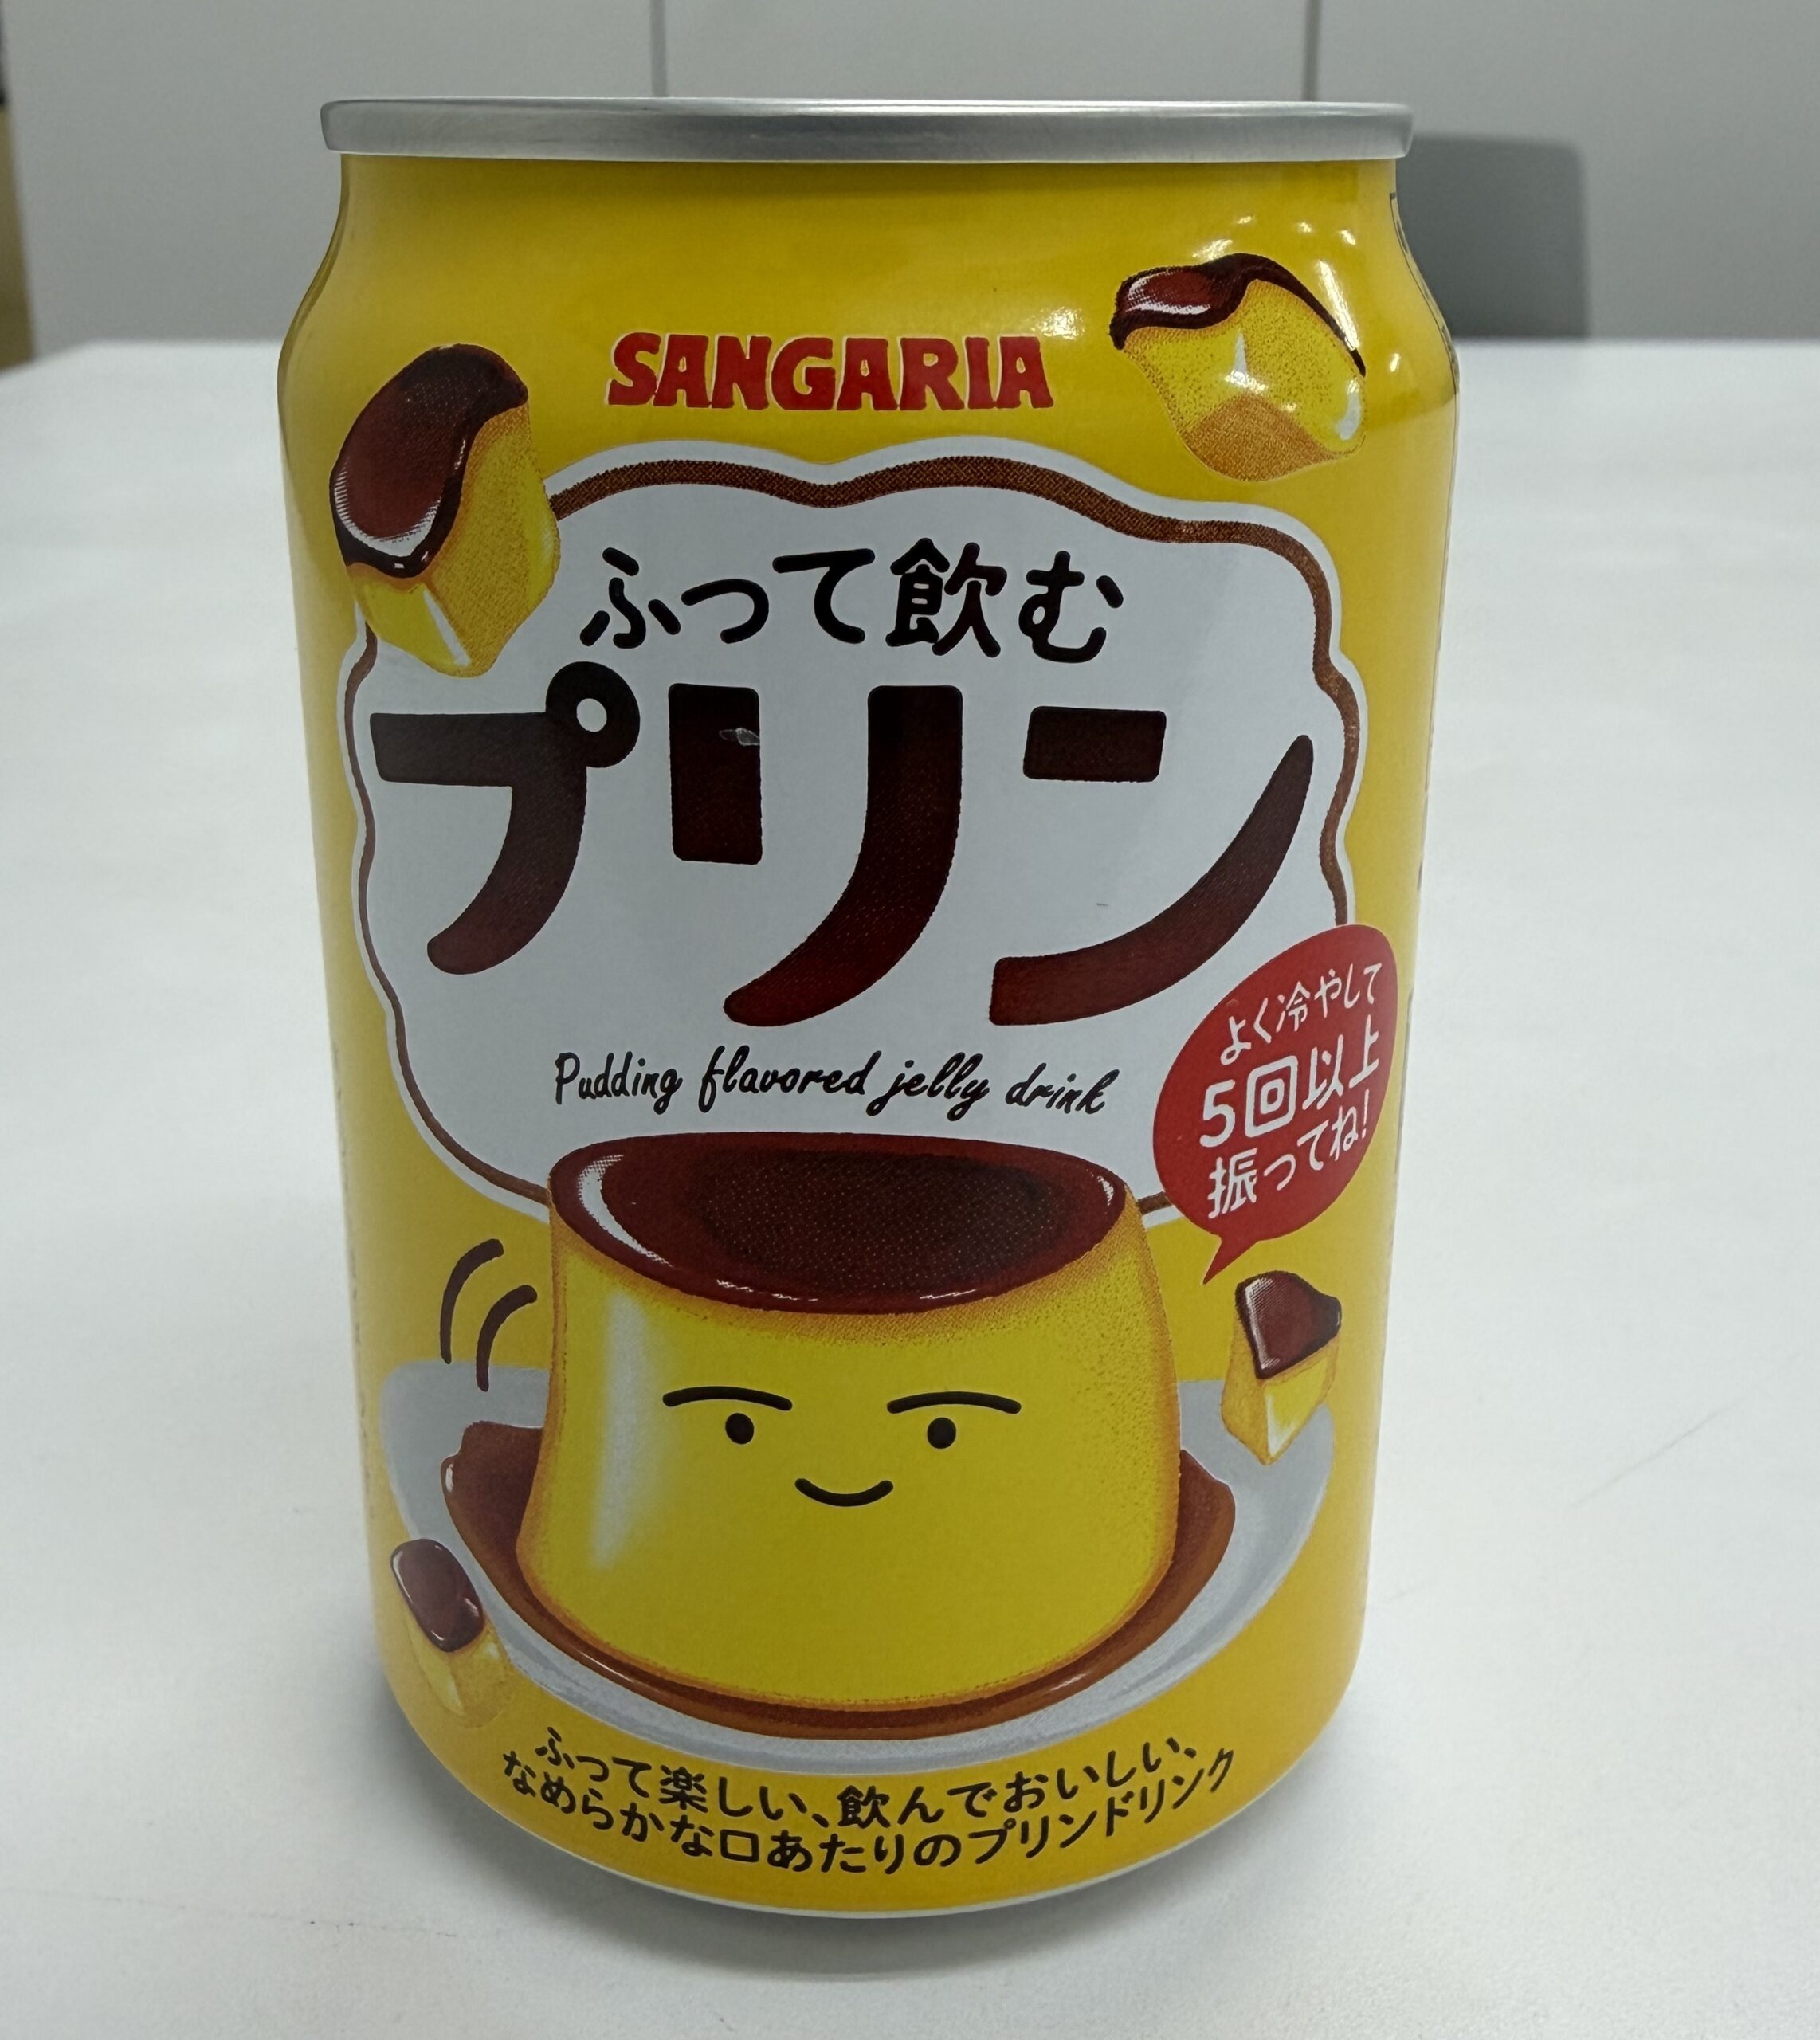 SANGARIA
ふって飲む
プリン
Pudding flavored jelly drink
よく冷やして
5回以上
振ってね!
ふって楽しい、飲んでおいしい、
なめらかな口あたりのプリンドリンク